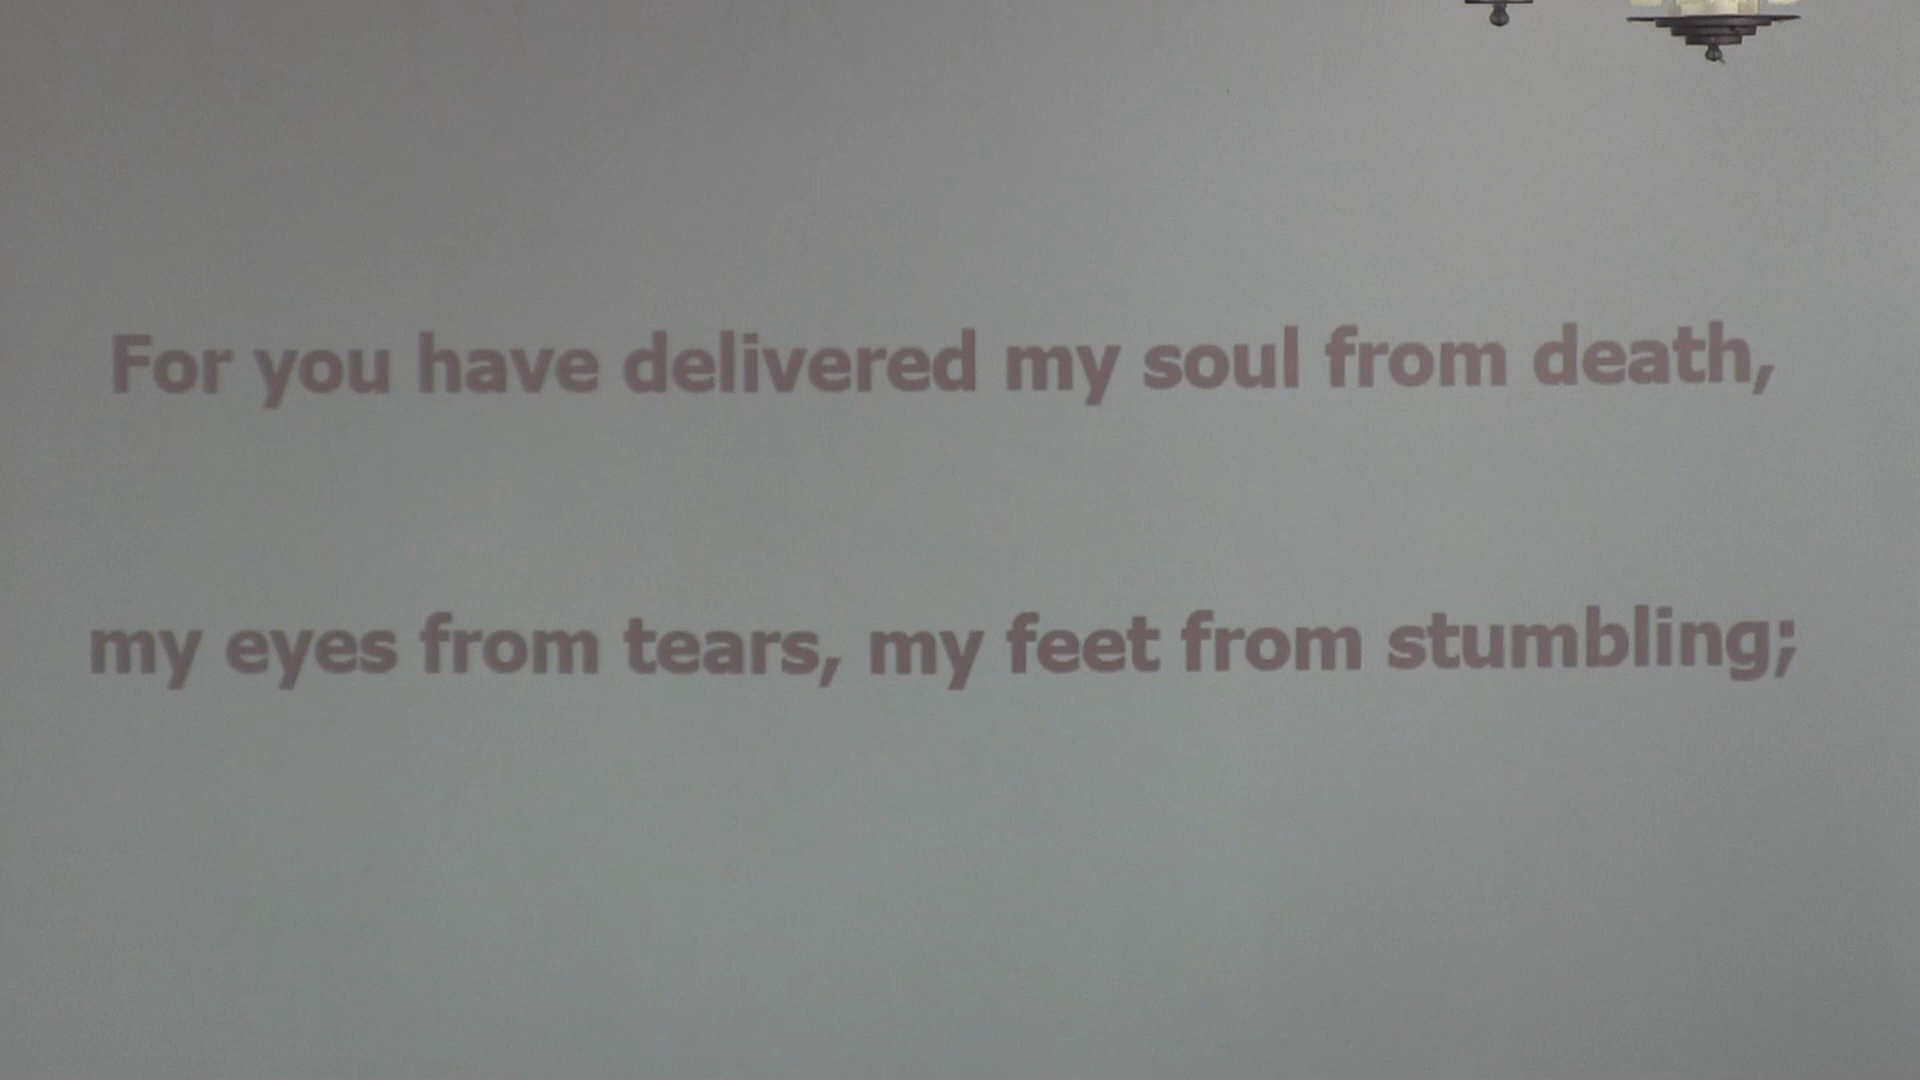 For you have delivered my soul from death,
my eyes from tears, my feet from stumbling;